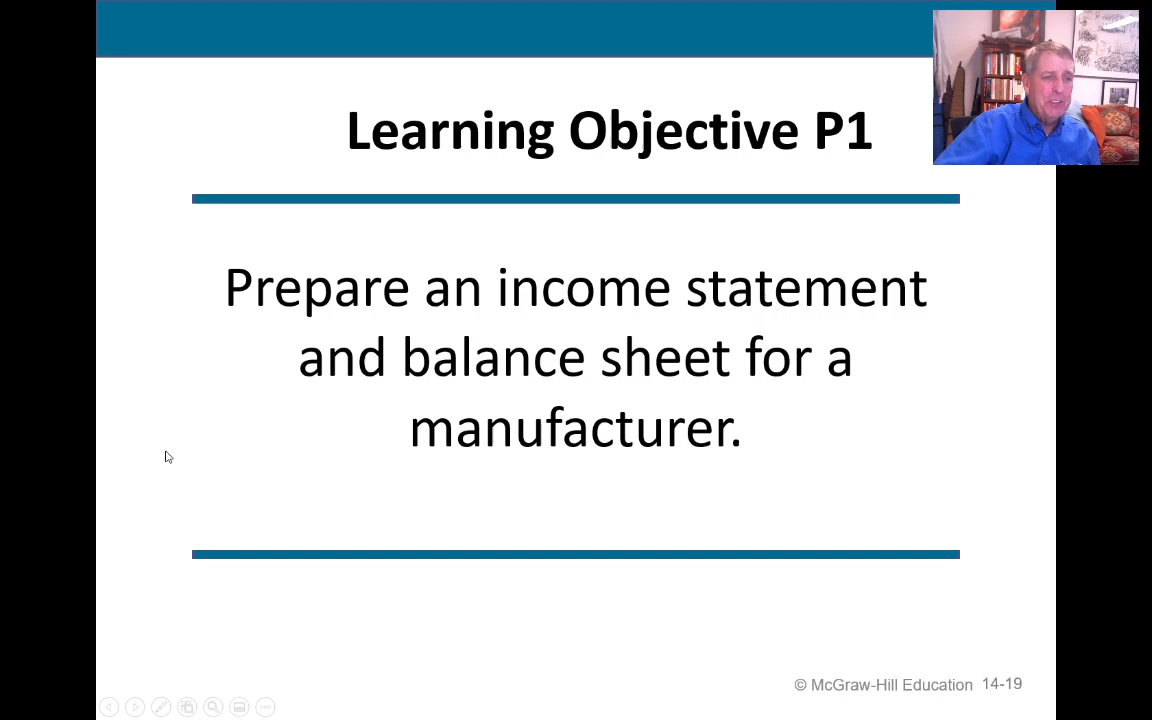 Learning Objective P1
Prepare an income statement
and balance sheet for a
manufacturer.
© McGraw-Hill Education 14-19